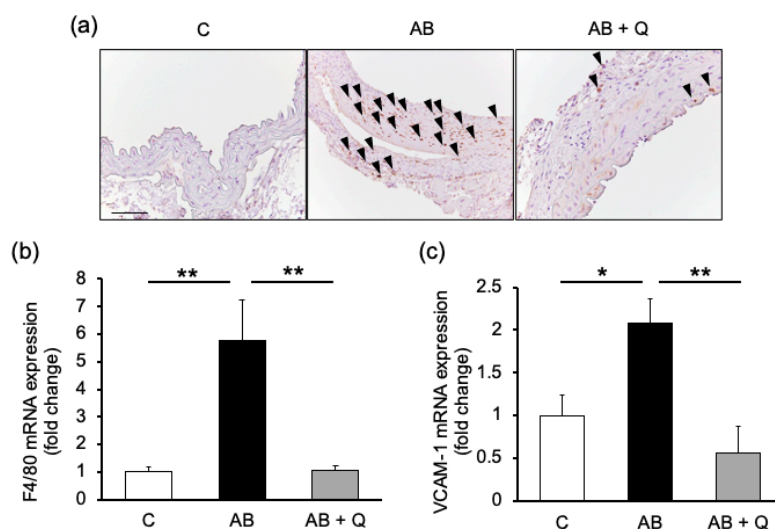 (a)
C
AB
AB + Q
(b)
F4/80 mRNA expression
(fold change)
8
7
6
5
4
3
2
1
0
**
**
C
AB
AB + Q
(c)
VCAM-1 mRNA expression
(fold change)
2.5
2
1.5
1
0.5
0
*
**
C
AB
AB + Q